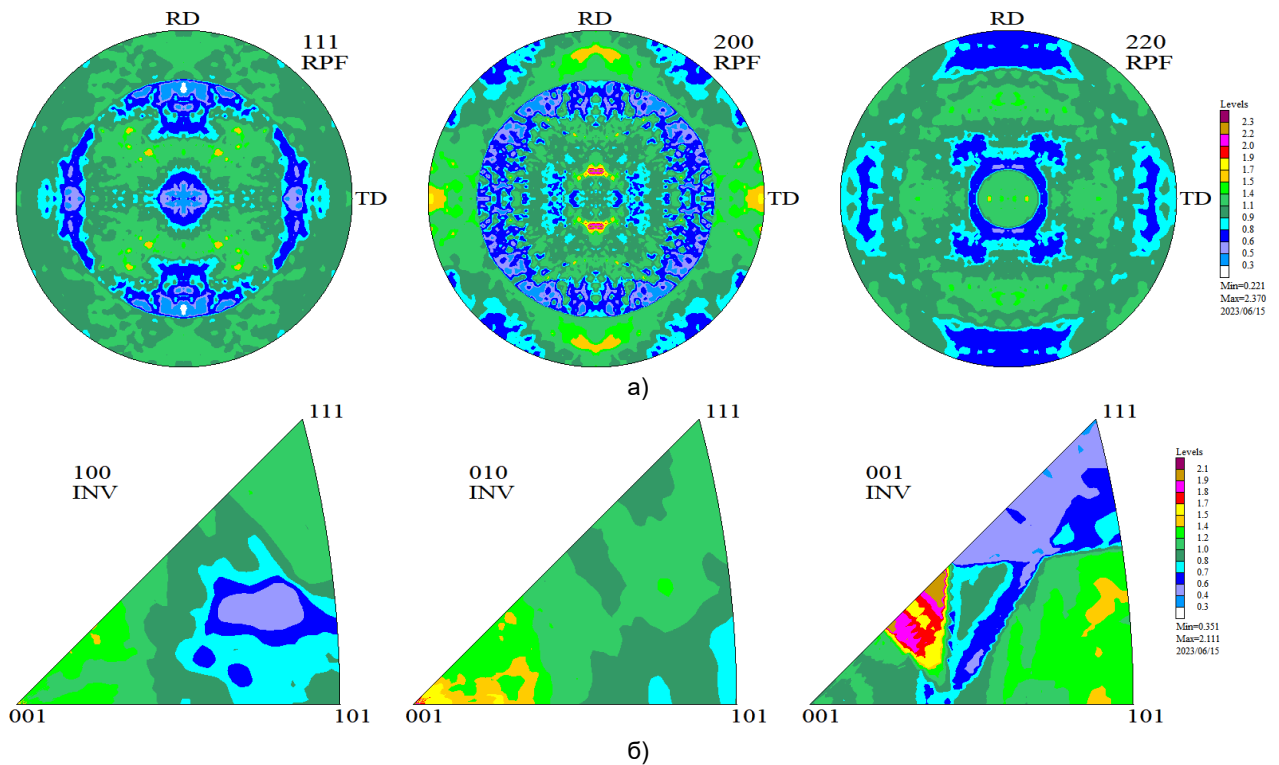 RD
111
RPF
TD
RD
200
RPF
TD
RD
220
RPF
TD
Levels
2.3
2.2
2.0
1.9
1.7
1.5
1.4
1.1
0.9
0.8
0.6
0.5
0.3
Min=0.221
Max=2.370
2023/06/15
а)
111
100
INV
001
101
111
010
INV
001
101
111
001
INV
001
101
Levels
2.1
1.9
1.8
1.7
1.5
1.4
1.2
1.0
0.8
0.7
0.6
0.4
0.3
Min=0.351
Max=2.111
2023/06/15
б)